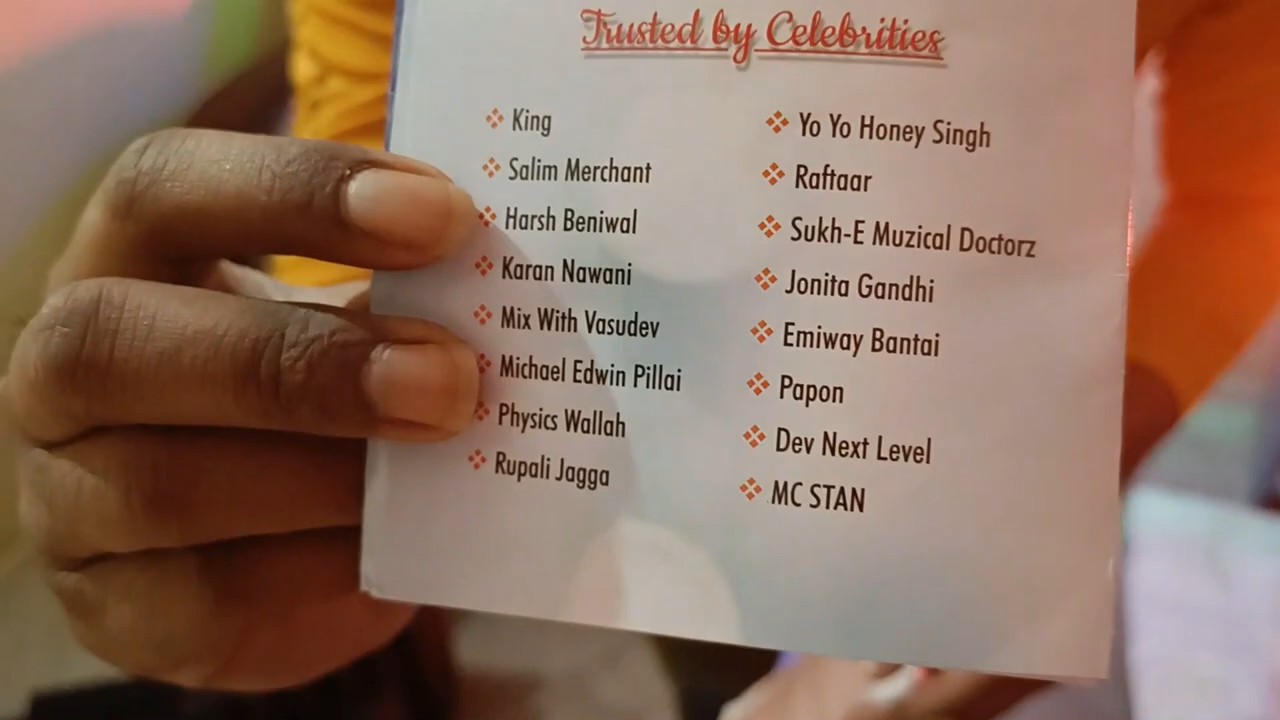 Trusted by Celebrities
King
Salim Merchant
Harsh Beniwal
Karan Nawani
Mix With Vasudev
Michael Edwin Pillai
Physics Wallah
Rupali Jagga
Yo Yo Honey Singh
Raftaar
Sukh-E Muzical Doctorz
Jonita Gandhi
Emiway Bantai
Papon
Dev Next Level
MC STAN